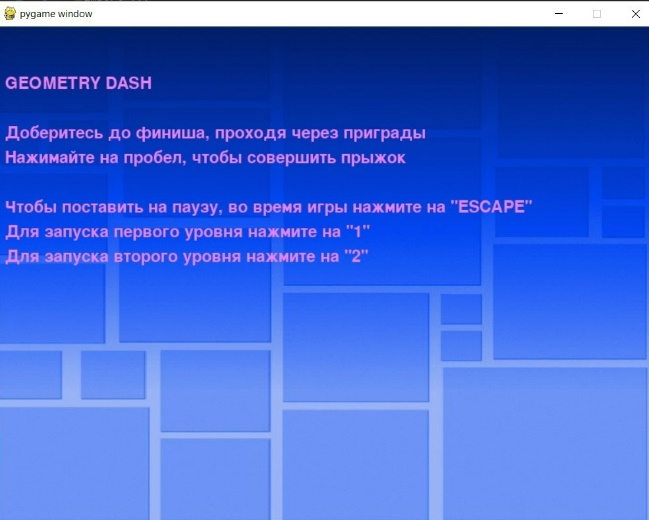 pygame window
GEOMETRY DASH
Доберитесь до финиша, проходя через приграды
Нажимайте на пробел, чтобы совершить прыжок
Чтобы поставить на паузу, во время игры нажмите на "ESCAPE"
Для запуска первого уровня нажмите на "1"
Для запуска второго уровня нажмите на "2"